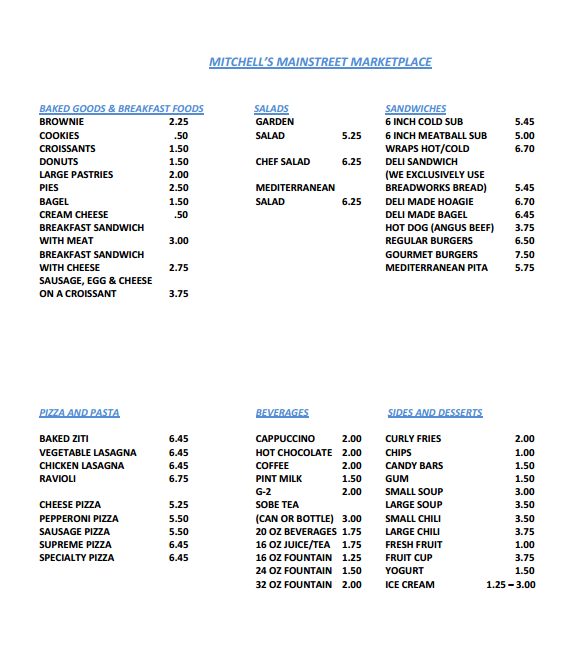 MITCHELL'S MAINSTREET MARKETPLACE
BAKED GOODS & BREAKFAST FOODS
BROWNIE 2.25
COOKIES .50
CROISSANTS 1.50
DONUTS 1.50
LARGE PASTRIES 2.00
PIES 2.50
BAGEL 1.50
CREAM CHEESE .50
BREAKFAST SANDWICH
WITH MEAT 3.00
BREAKFAST SANDWICH
WITH CHEESE 2.75
SAUSAGE, EGG & CHEESE
ON A CROISSANT 3.75
SALADS
GARDEN
SALAD 5.25
CHEF SALAD 6.25
MEDITERRANEAN
SALAD 6.25
SANDWICHES
6 INCH COLD SUB 5.45
6 INCH MEATBALL SUB 5.00
WRAPS HOT/COLD 6.70
DELI SANDWICH
(WE EXCLUSIVELY USE
BREADWORKS BREAD) 5.45
DELI MADE HOAGIE 6.70
DELI MADE BAGEL 6.45
HOT DOG (ANGUS BEEF) 3.75
REGULAR BURGERS 6.50
GOURMET BURGERS 7.50
MEDITERRANEAN PITA 5.75
PIZZA AND PASTA
BAKED ZITI 6.45
VEGETABLE LASAGNA 6.45
CHICKEN LASAGNA 6.45
RAVIOLI 6.75
CHEESE PIZZA 5.25
PEPPERONI PIZZA 5.50
SAUSAGE PIZZA 5.50
SUPREME PIZZA 6.45
SPECIALTY PIZZA 6.45
BEVERAGES
CAPPUCCINO 2.00
HOT CHOCOLATE 2.00
COFFEE 2.00
PINT MILK 1.50
G-2 2.00
SOBE TEA
(CAN OR BOTTLE) 3.00
20 OZ BEVERAGES 1.75
16 OZ JUICE/TEA 1.75
16 OZ FOUNTAIN 1.25
24 OZ FOUNTAIN 1.50
32 OZ FOUNTAIN 2.00
SIDES AND DESSERTS
CURLY FRIES 2.00
CHIPS 1.00
CANDY BARS 1.50
GUM 1.50
SMALL SOUP 3.00
LARGE SOUP 3.50
SMALL CHILI 3.50
LARGE CHILI 3.75
FRESH FRUIT 1.00
FRUIT CUP 3.75
YOGURT 1.50
ICE CREAM 1.25 – 3.00